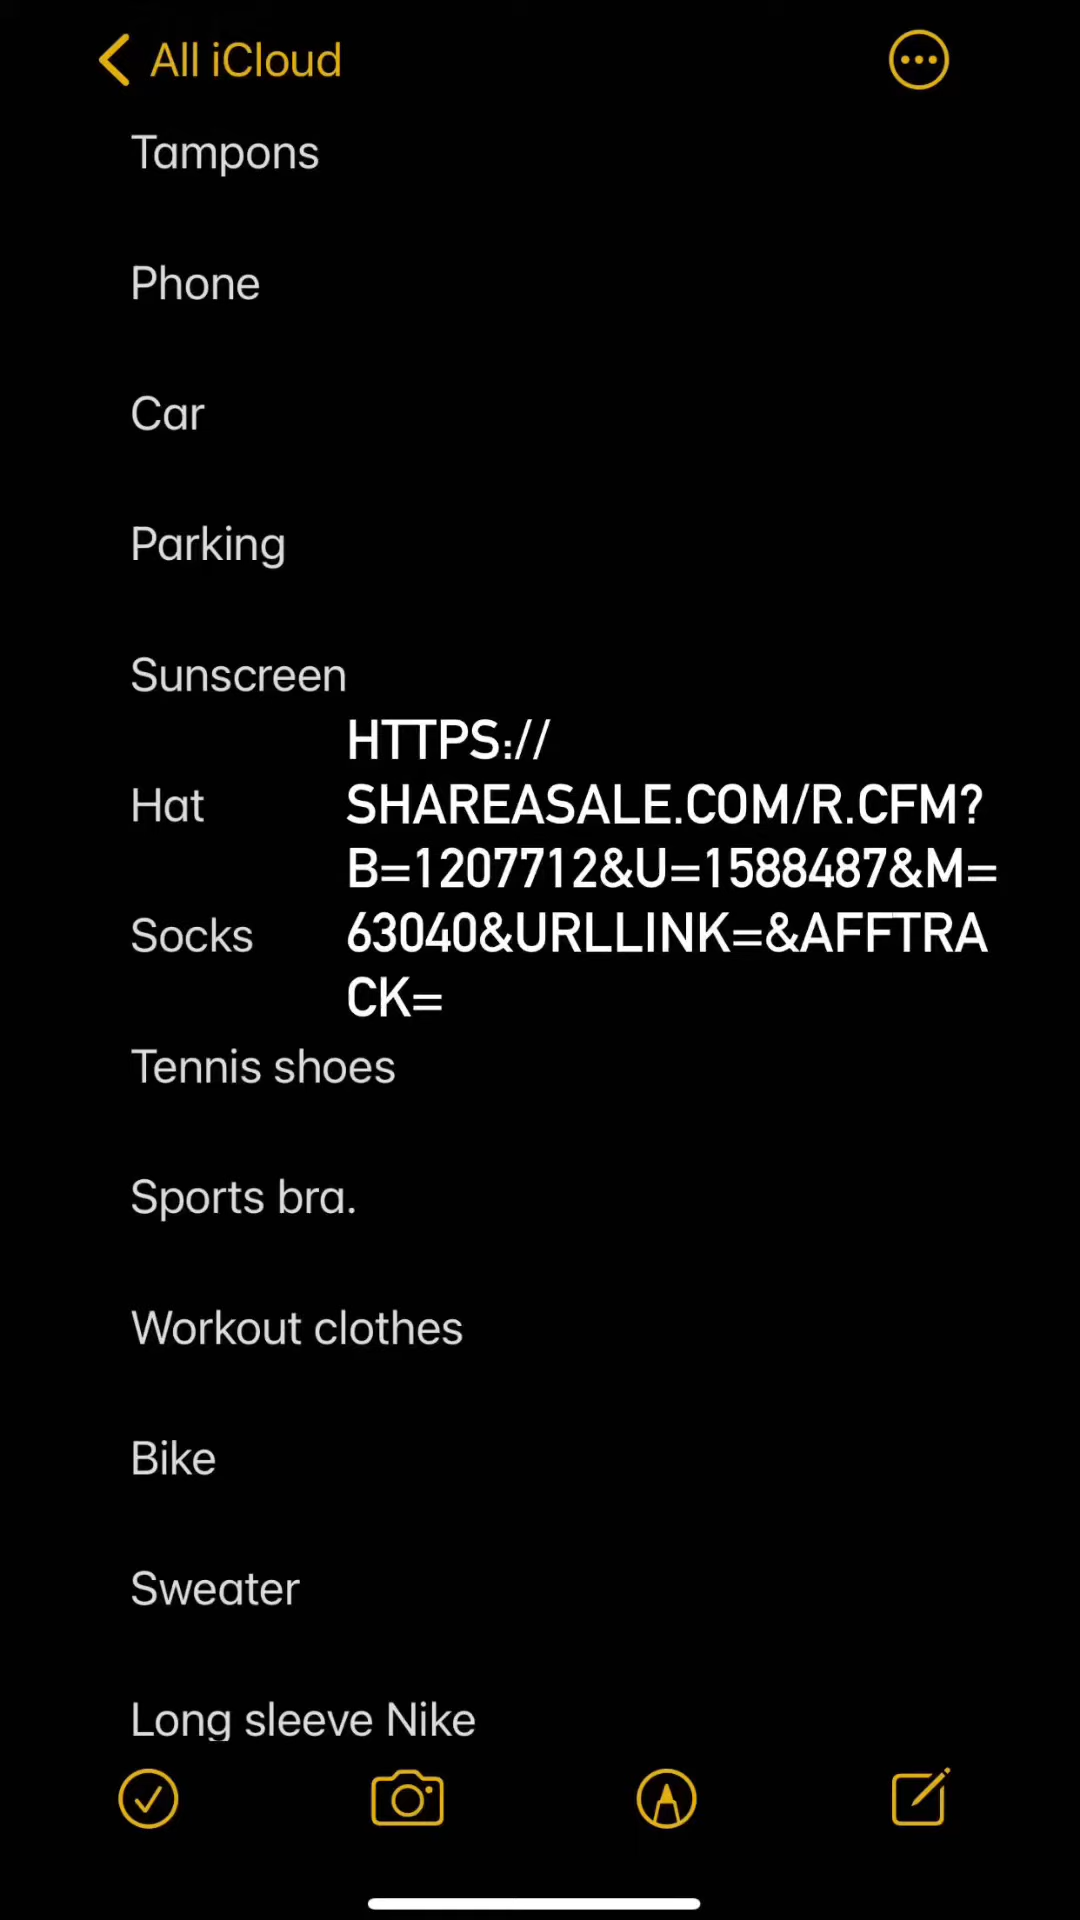 All iCloud
Tampons
Phone
Car
Parking
Sunscreen
HTTPS://
Hat
SHAREASALE.COM/R.CFM?
B=1207712&U=1588487&M=
Socks
63040&URLLINK=&AFFTRA
CK=
Tennis shoes
Sports bra.
Workout clothes
Bike
Sweater
Long sleeve Nike